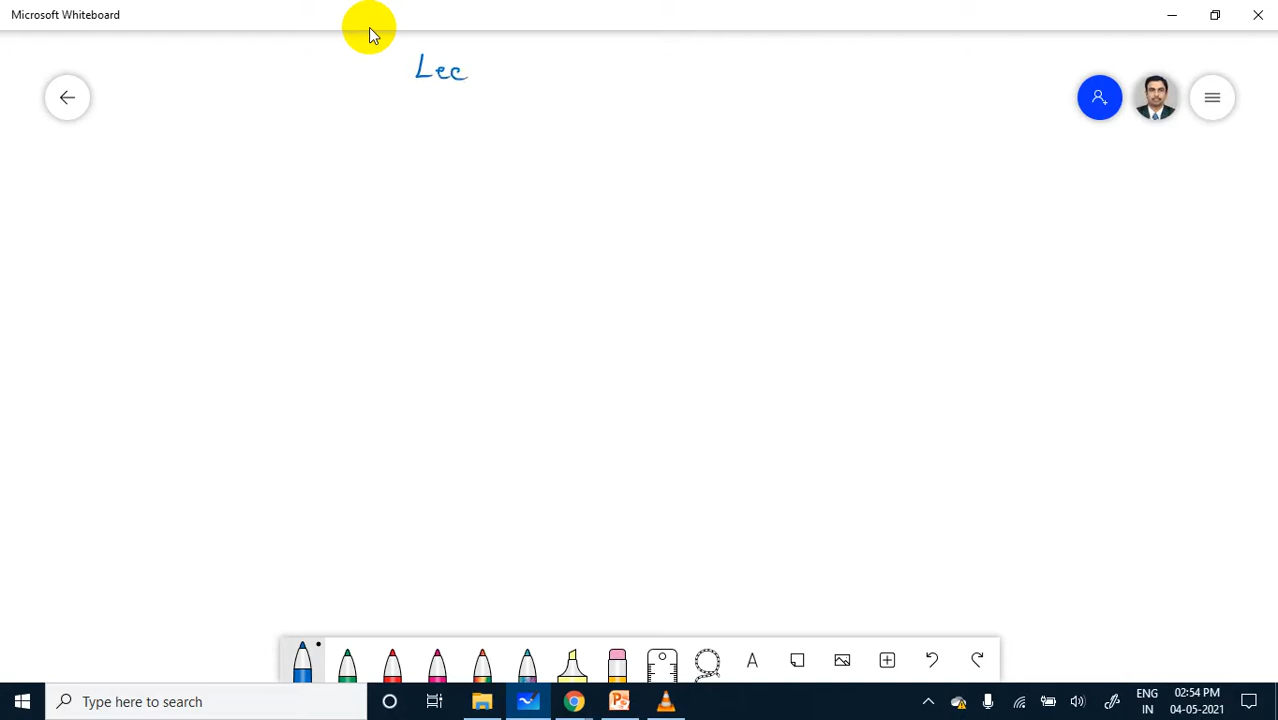 Microsoft Whiteboard
Lec
A
Type here to search
ENG
IN
02:54 PM
04-05-2021